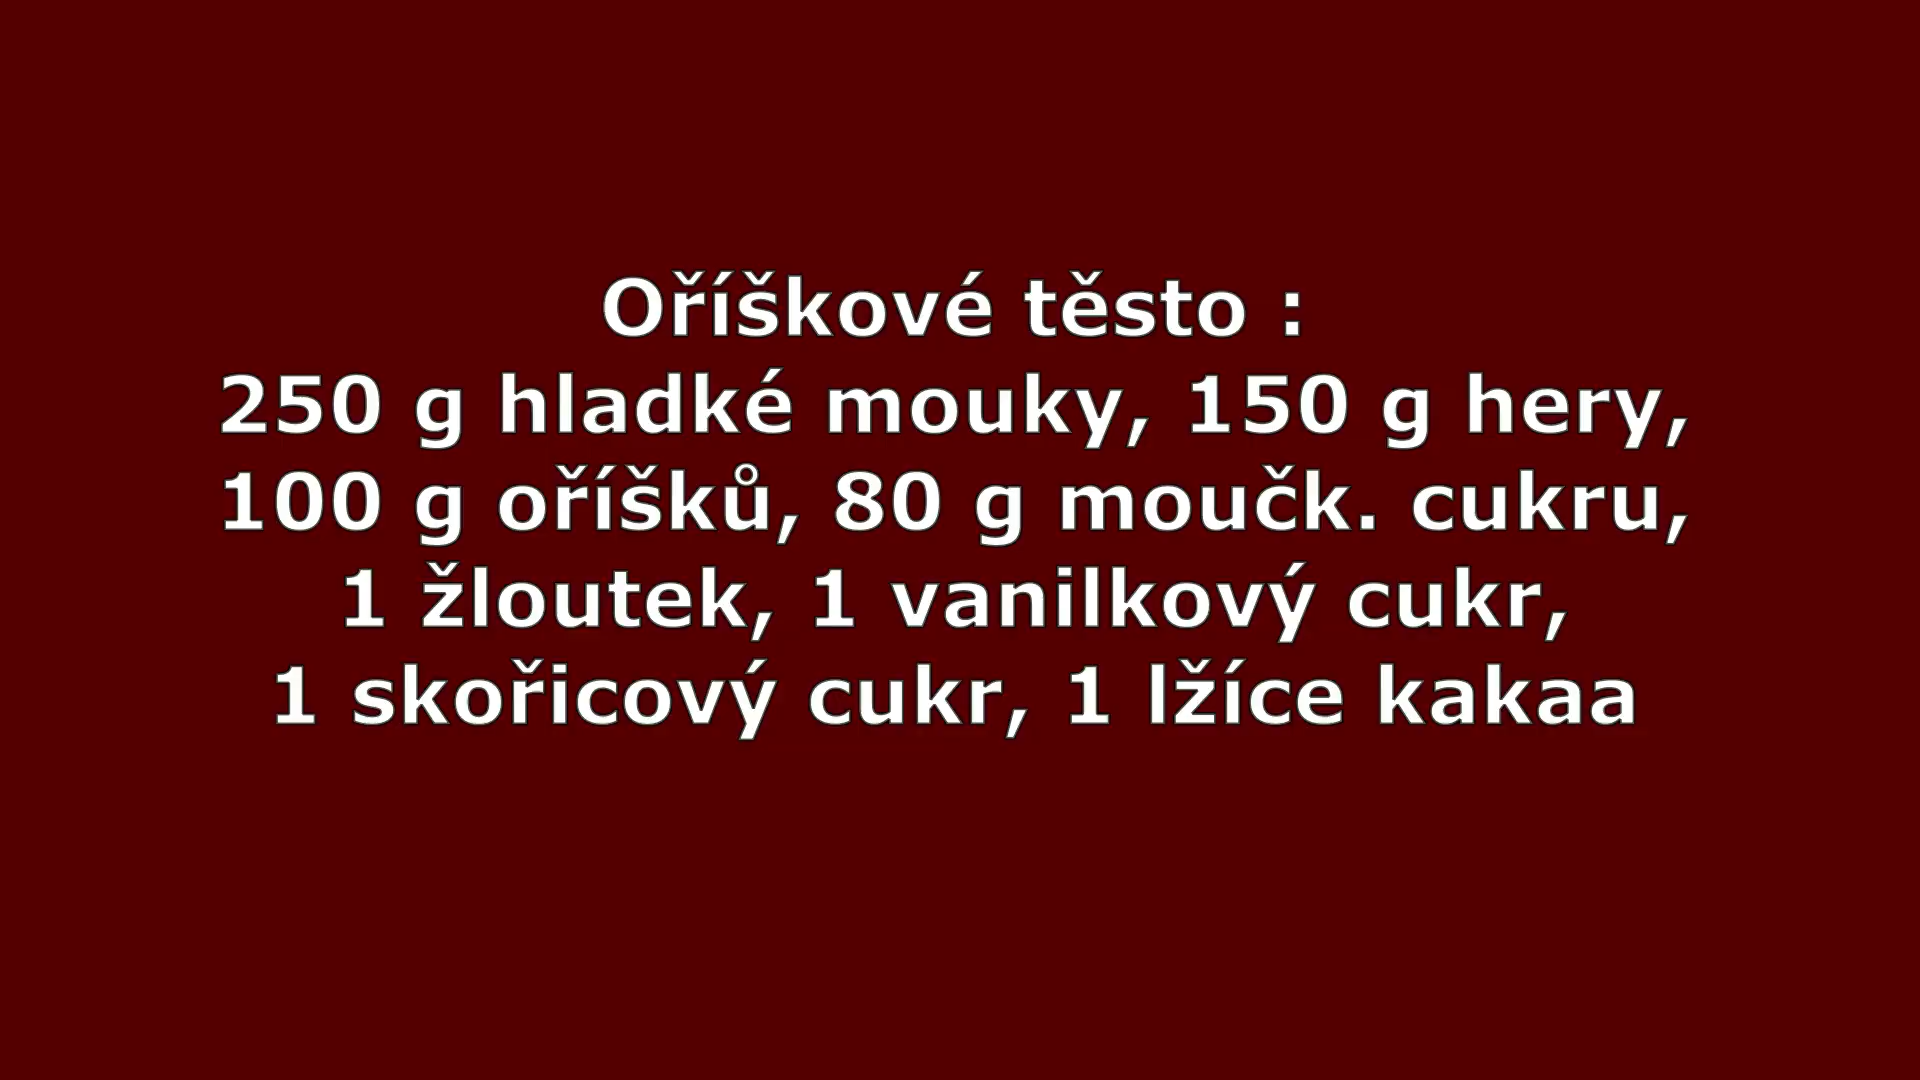 Oříškové těsto :
250 g hladké mouky, 150 g hery,
100 g oříšků, 80 g moučk. cukru,
1 žloutek, 1 vanilkový cukr,
1 skořicový cukr, 1 lžíce kakaa